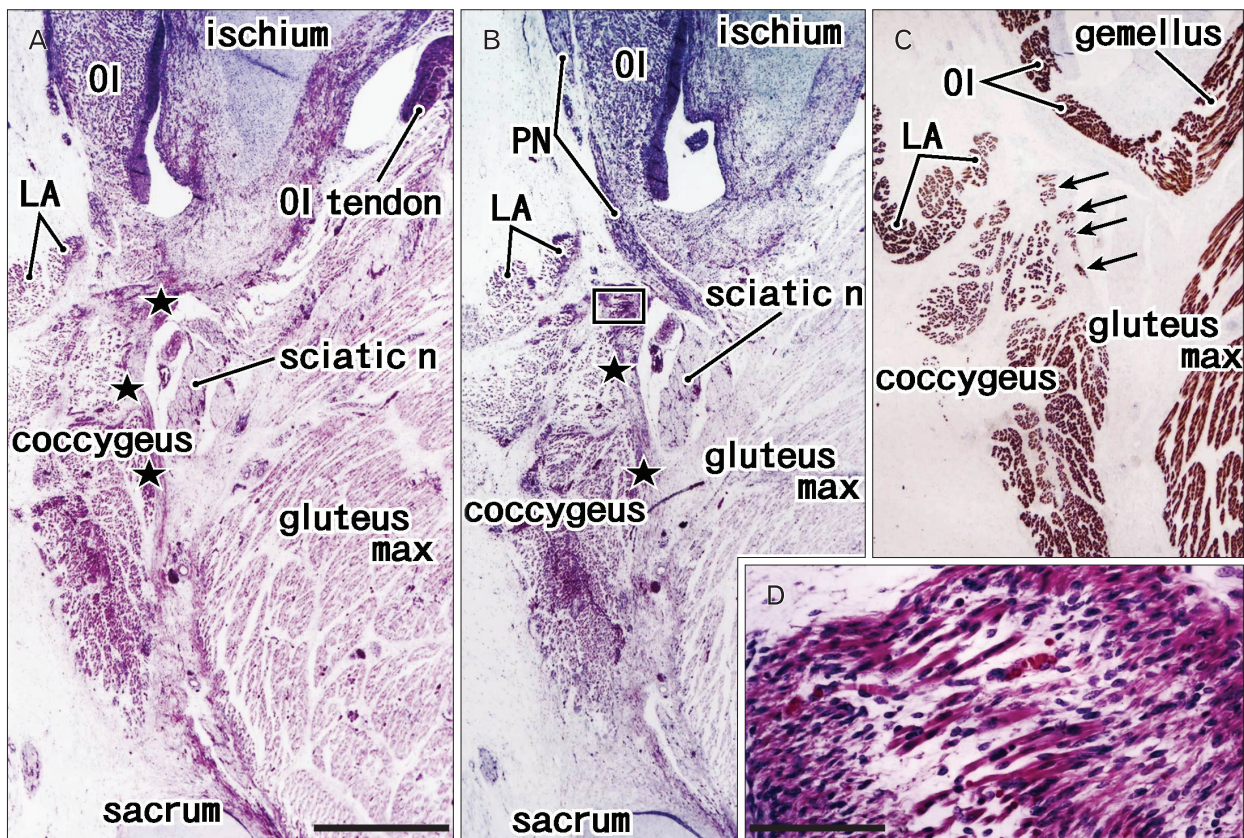 A
ischium
OI
LA
OI tendon
sciatic n
coccygeus
gluteus
max
sacrum
B
ischium
OI
PN
LA
sciatic n
gluteus
max
coccygeus
sacrum
C
gemellus
OI
LA
gluteus
max
coccygeus
D